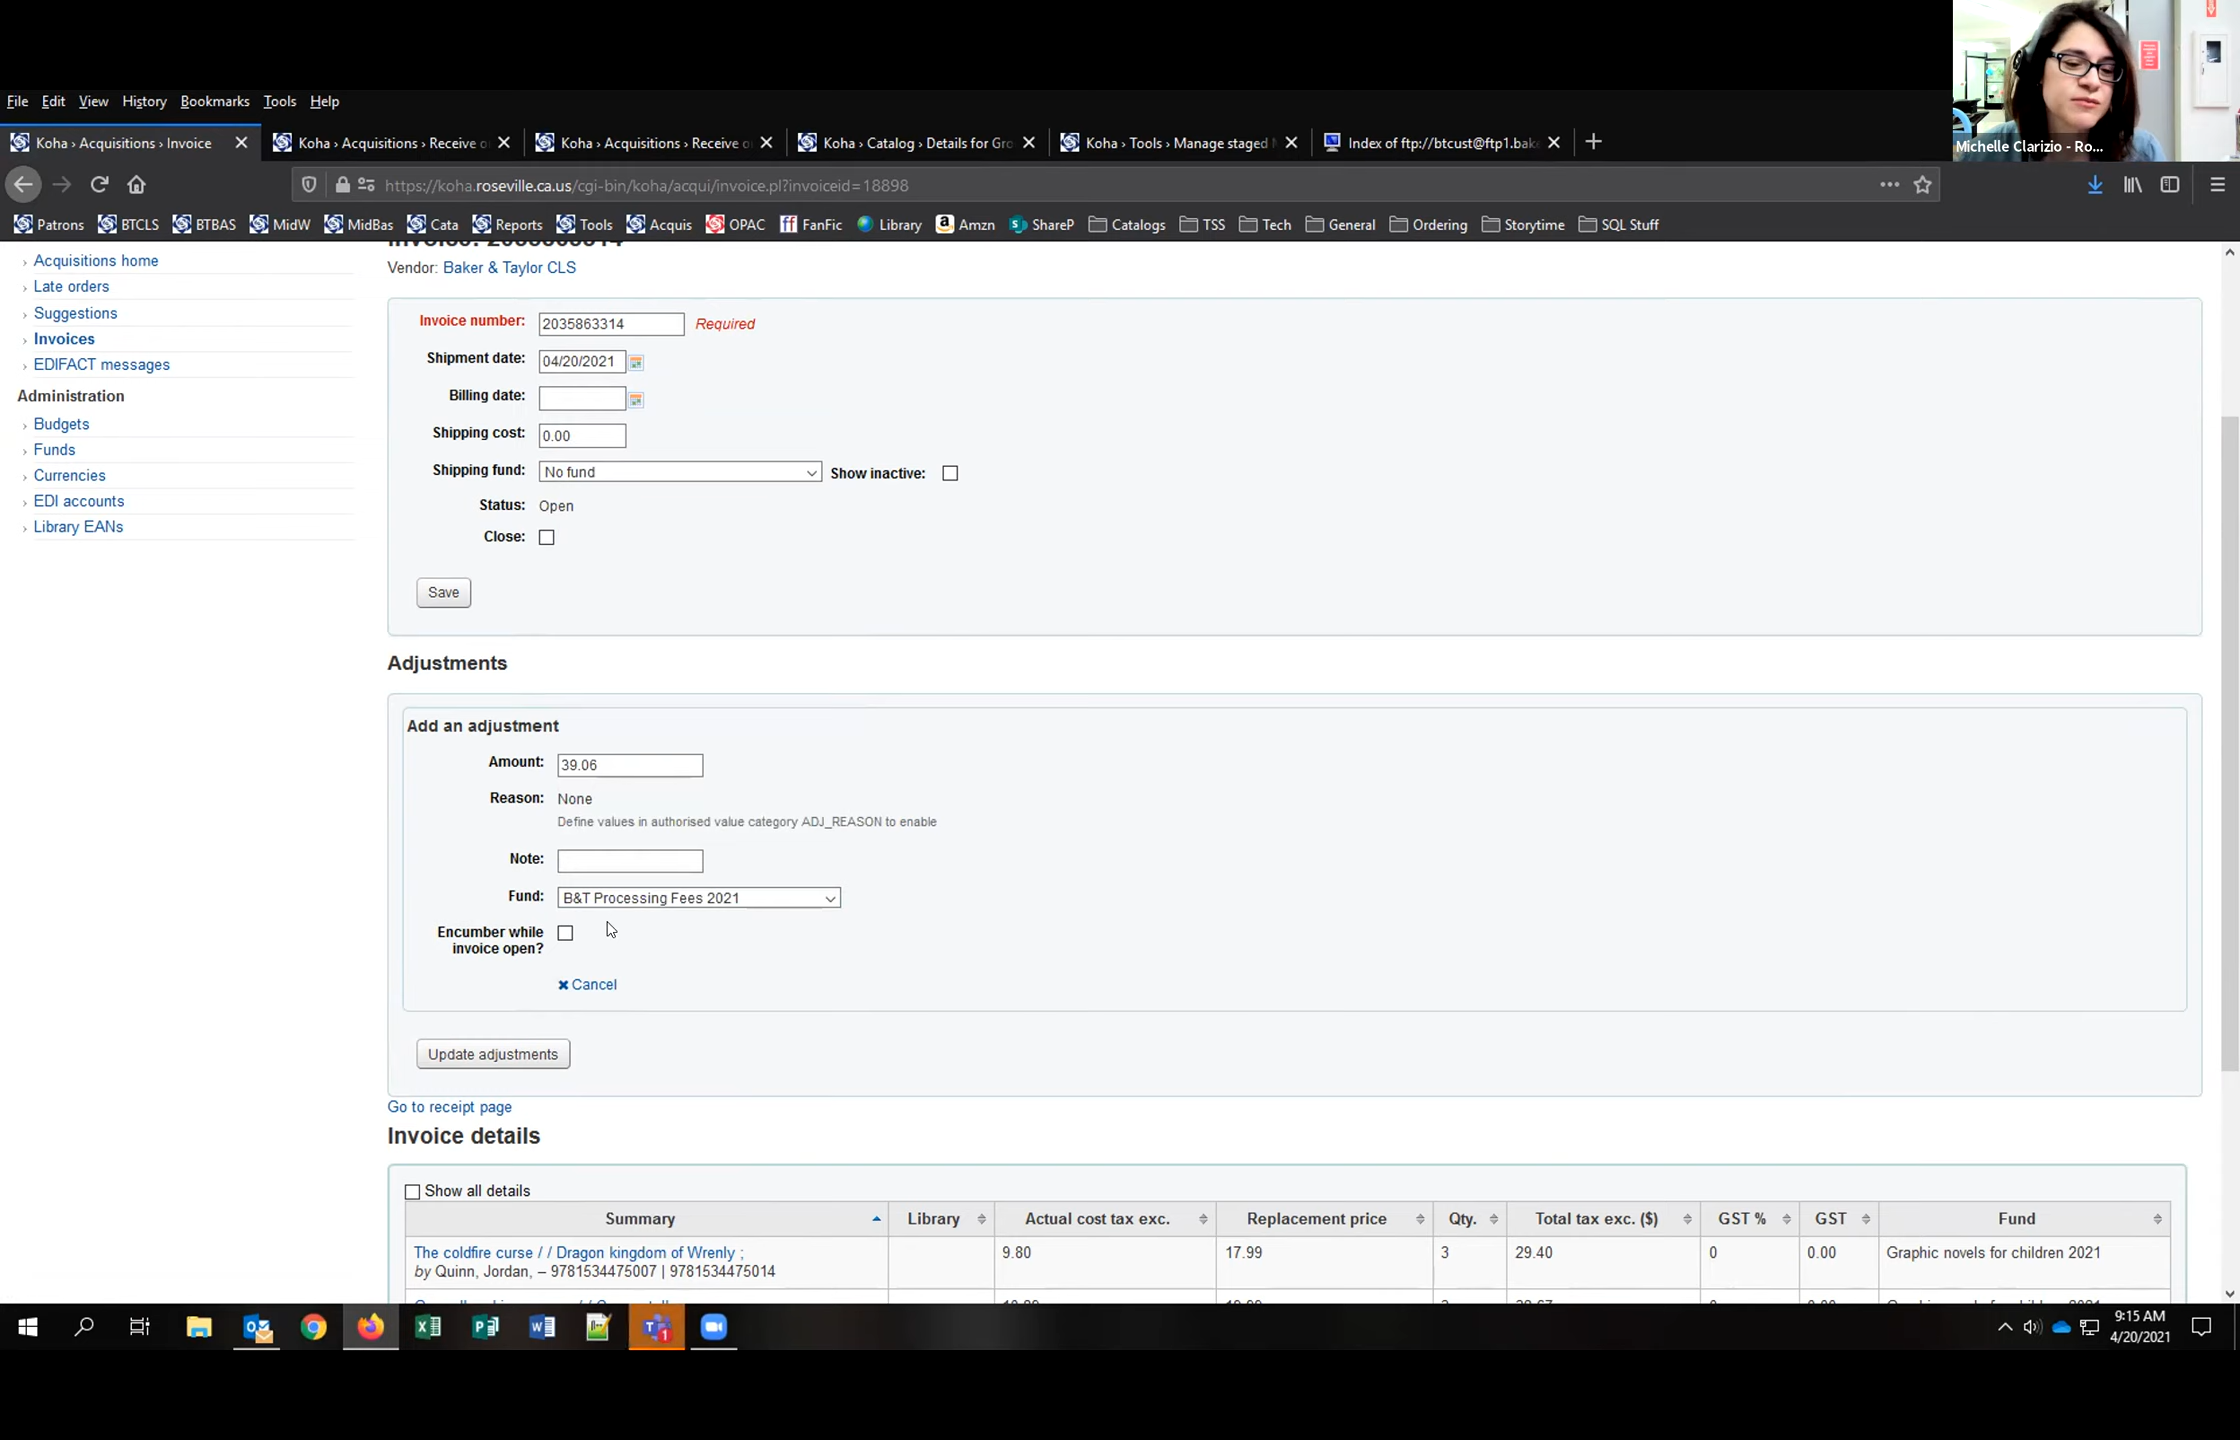 Michelle Clarizio - Ro...
File Edit View History Bookmarks Tools Help
Koha › Acquisitions › Invoice
Koha › Acquisitions › Receive o
Koha › Acquisitions › Receive o
Koha › Catalog › Details for Gro
Koha › Tools › Manage staged
Index of ftp://btcust@ftp1.bake
https://koha.roseville.ca.us/cgi-bin/koha/acqui/invoice.pl?invoiceid=18898
Patrons BTCLS BTBAS MidW MidBas Cata Reports Tools Acquis OPAC FanFic Library Amzn ShareP Catalogs TSS Tech General Ordering Storytime SQL Stuff
Invoice: 2035863314
Acquisitions home
Late orders
Suggestions
Invoices
EDIFACT messages
Administration
Budgets
Funds
Currencies
EDI accounts
Library EANs
Vendor: Baker & Taylor CLS
Invoice number: 2035863314 Required
Shipment date: 04/20/2021
Billing date:
Shipping cost: 0.00
Shipping fund: No fund Show inactive:
Status: Open
Close:
Save
Adjustments
Add an adjustment
Amount: 39.06
Reason: None
Define values in authorised value category ADJ_REASON to enable
Note:
Fund: B&T Processing Fees 2021
Encumber while
invoice open?
Cancel
Update adjustments
Go to receipt page
Invoice details
Show all details
Summary Library Actual cost tax exc. Replacement price Qty. Total tax exc. ($) GST % GST Fund
The coldfire curse / / Dragon kingdom of Wrenly ; 9.80 17.99 3 29.40 0 0.00 Graphic novels for children 2021
by Quinn, Jordan, – 9781534475007 | 9781534475014
9:15 AM
4/20/2021